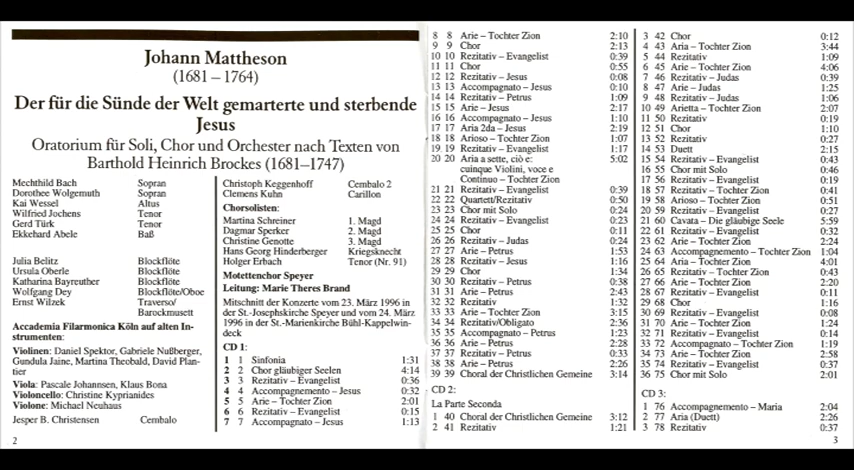 Johann Mattheson
(1681 – 1764)
Der für die Sünde der Welt gemarterte und sterbende
Jesus
Oratorium für Soli, Chor und Orchester nach Texten von
Barthold Heinrich Brockes (1681–1747)
Mechthild Bach Sopran
Dorothee Wolgemuth Sopran
Kai Wessel Altus
Wilfried Jochens Tenor
Gerd Türk Tenor
Ekkehard Abele Baß
Julia Belitz Blockflöte
Ursula Oberle Blockflöte
Katharina Bayreuther Blockflöte
Wolfgang Dey Blockflöte/Oboe
Ernst Wilzek Traverso/
Barockmusett
Accademia Filarmonica Köln auf alten In-
strumenten:
Violinen: Daniel Spektor, Gabriele Nußberger,
Gundula Jaine, Martina Theobald, David Plan-
tier
Viola: Pascale Johannsen, Klaus Bona
Violoncello: Christine Kyprianides
Violone: Michael Neuhaus
Jesper B. Christensen Cembalo
2
Christoph Keggenhoff Cembalo 2
Clemens Kuhn Carillon
Chorsolisten:
Martina Schreiner 1. Magd
Dagmar Sperker 2. Magd
Christine Genotte 3. Magd
Hans Georg Hinderberger Kriegsknecht
Holger Erbach Tenor (Nr. 91)
Motettenchor Speyer
Leitung: Marie Theres Brand
Mitschnitt der Konzerte vom 23. März 1996 in
der St.-Josephskirche Speyer und vom 24. März
1996 in der St.-Marienkirche Bühl-Kappelwin-
deck
CD 1:
1 1 Sinfonia 1:31
2 2 Chor gläubiger Seelen 4:14
3 3 Rezitativ – Evangelist 0:36
4 4 Accompagnemento – Jesus 0:32
5 5 Arie – Tochter Zion 2:01
6 6 Rezitativ – Evangelist 0:15
7 7 Accompagnato – Jesus 1:13
8 8 Arie – Tochter Zion 2:10
9 9 Chor 2:13
10 10 Rezitativ – Evangelist 0:39
11 11 Chor 0:55
12 12 Rezitativ – Jesus 0:08
13 13 Accompagnato – Jesus 0:10
14 14 Rezitativ – Petrus 1:09
15 15 Arie – Jesus 2:17
16 16 Accompagnato – Jesus 1:10
17 17 Aria 2da – Jesus 2:19
18 18 Arioso – Tochter Zion 1:07
19 19 Rezitativ – Evangelist 1:17
20 20 Aria a sette, ciò e: 5:02
cuinque Violini, voce e
Continuo – Tochter Zion
21 21 Rezitativ – Evangelist 0:39
22 22 Quartett/Rezitativ 0:50
23 23 Chor mit Solo 0:24
24 24 Rezitativ – Evangelist 0:23
25 25 Chor 0:11
26 26 Rezitativ – Judas 0:24
27 27 Arie – Petrus 1:53
28 28 Rezitativ – Jesus 1:16
29 29 Chor 1:34
30 30 Rezitativ – Petrus 0:38
31 31 Arie – Petrus 2:43
32 32 Rezitativ 1:32
33 33 Arie – Tochter Zion 3:15
34 34 Rezitativ/Obligato 2:36
35 35 Accompagnato – Petrus 1:23
36 36 Arie – Petrus 2:28
37 37 Rezitativ – Petrus 0:33
38 38 Arie – Petrus 2:26
39 39 Choral der Christlichen Gemeine 3:14
CD 2:
La Parte Seconda
1 40 Choral der Christlichen Gemeine 3:12
2 41 Rezitativ 1:21
3 42 Chor 0:12
4 43 Aria – Tochter Zion 3:44
5 44 Rezitativ 1:09
6 45 Arie – Tochter Zion 4:06
7 46 Rezitativ – Judas 0:39
8 47 Arie – Judas 1:25
9 48 Rezitativ – Judas 1:06
10 49 Arietta – Tochter Zion 2:07
11 50 Rezitativ 0:19
12 51 Chor 1:10
13 52 Rezitativ 0:27
14 53 Duett 2:15
15 54 Rezitativ – Evangelist 0:43
16 55 Chor mit Solo 0:46
17 56 Rezitativ – Evangelist 0:19
18 57 Rezitativ – Tochter Zion 0:41
19 58 Arioso – Tochter Zion 0:51
20 59 Rezitativ – Evangelist 0:27
21 60 Cavata – Die gläubige Seele 5:59
22 61 Rezitativ – Evangelist 0:32
23 62 Arie – Tochter Zion 2:24
24 63 Accompagnemento – Tochter Zion 1:04
25 64 Aria – Tochter Zion 4:01
26 65 Rezitativ – Tochter Zion 0:43
27 66 Arie – Tochter Zion 2:20
28 67 Rezitativ – Evangelist 0:11
29 68 Chor 1:16
30 69 Rezitativ – Evangelist 0:08
31 70 Arie – Tochter Zion 1:24
32 71 Rezitativ – Evangelist 0:14
33 72 Accompagnato – Tochter Zion 1:19
34 73 Arie – Tochter Zion 2:58
35 74 Rezitativ – Evangelist 0:37
36 75 Chor mit Solo 2:01
CD 3:
1 76 Accompagnemento – Maria 2:04
2 77 Aria (Duett) 2:26
3 78 Rezitativ 0:37
3